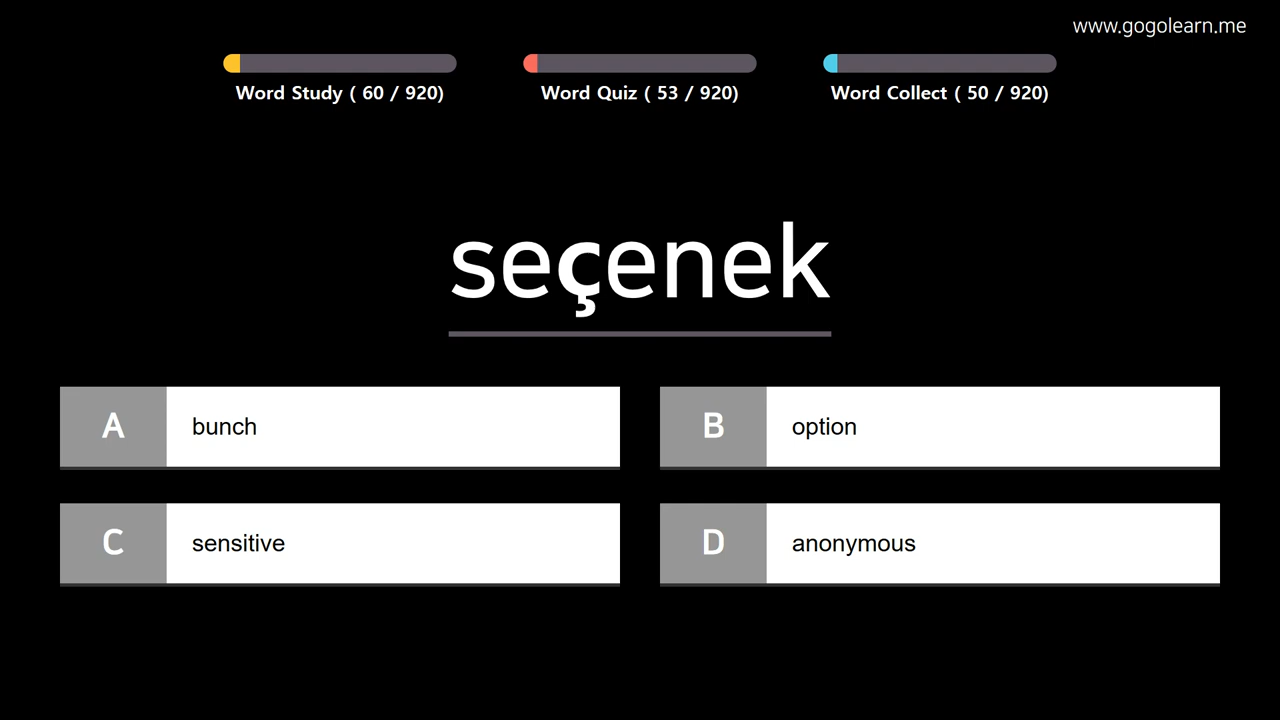 www.gogolearn.me
Word Study ( 60 / 920)
Word Quiz ( 53 / 920)
Word Collect ( 50 / 920)
seçenek
A bunch
B option
C sensitive
D anonymous